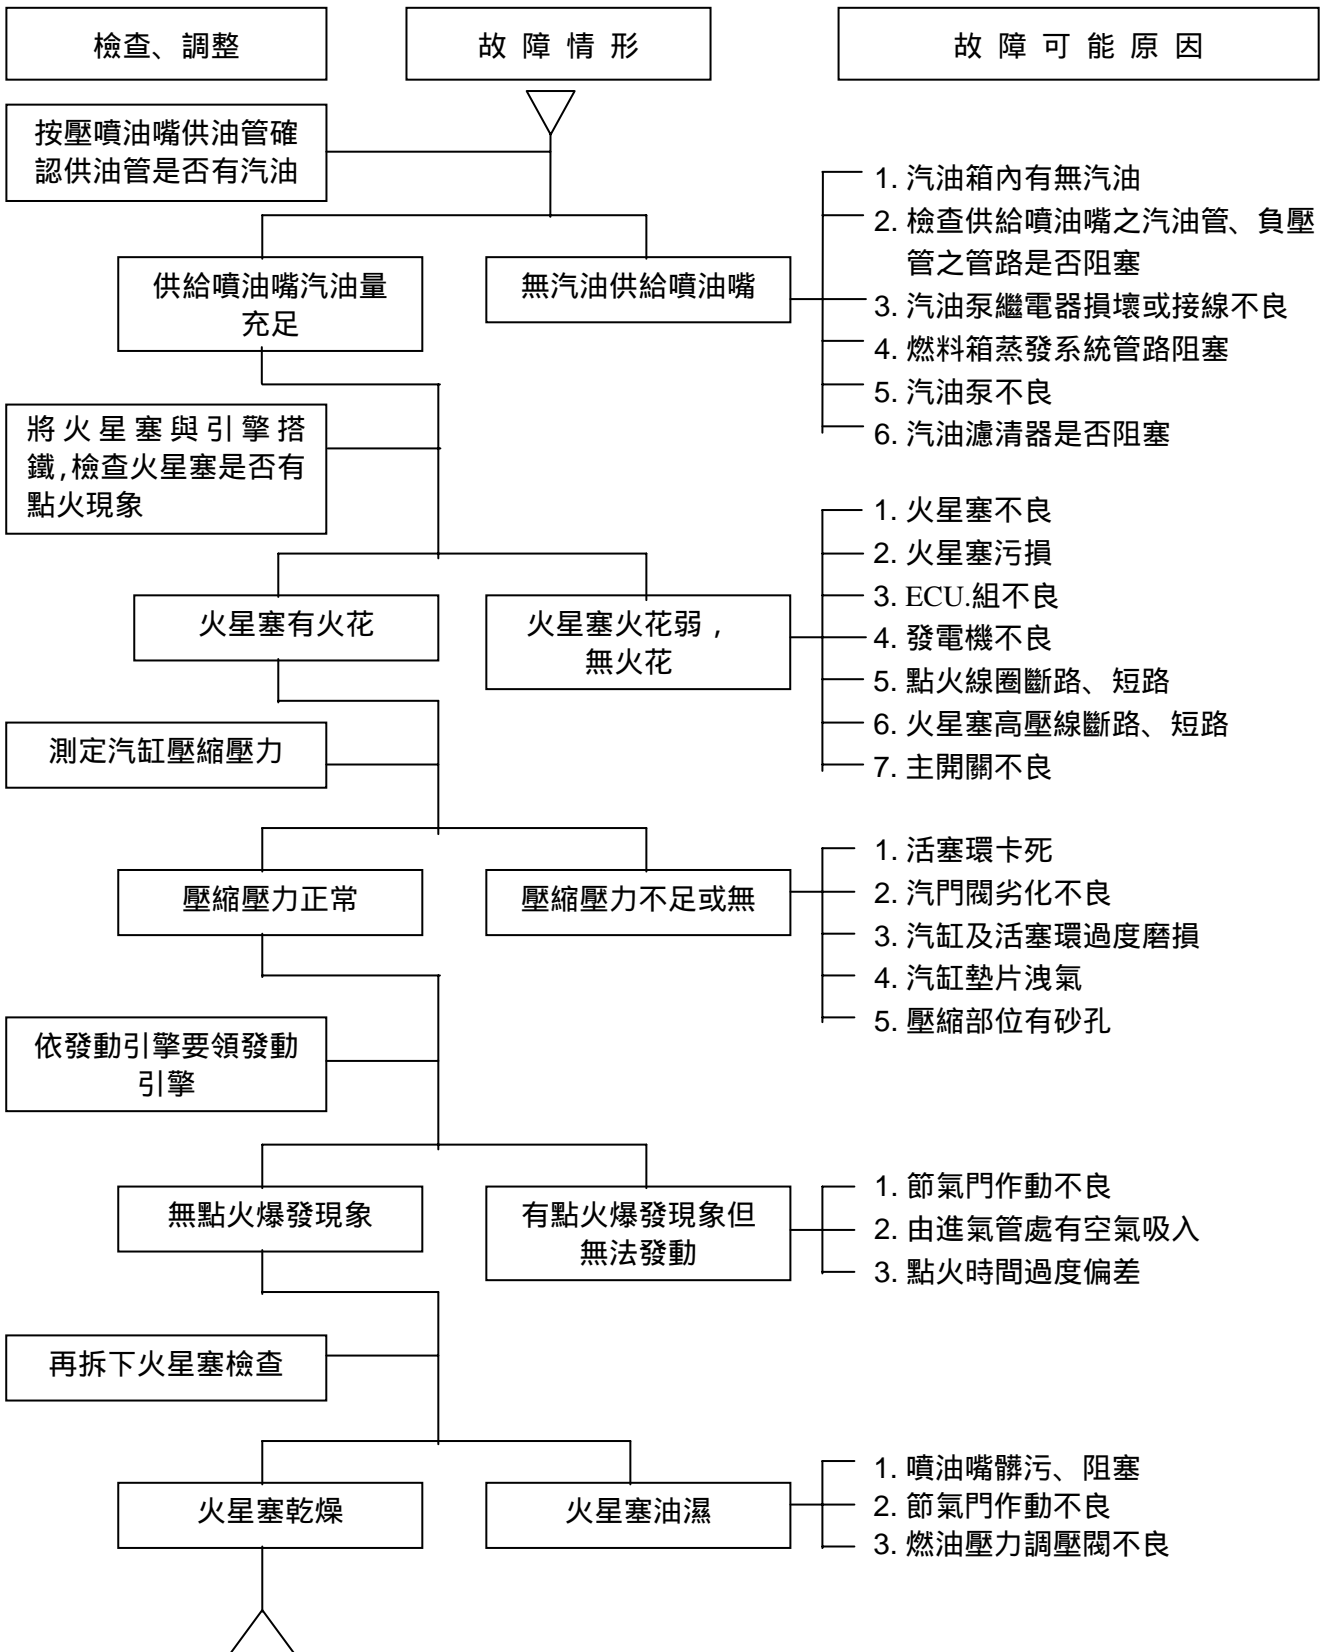 檢查、調整
故障情形
故障可能原因
按壓噴油嘴供油管確
認供油管是否有汽油
供給噴油嘴汽油量
充足
無汽油供給噴油嘴
1. 汽油箱內有無汽油
2. 檢查供給噴油嘴之汽油管、負壓
管之管路是否阻塞
3. 汽油泵繼電器損壞或接線不良
4. 燃料箱蒸發系統管路阻塞
5. 汽油泵不良
6. 汽油濾清器是否阻塞
將火星塞與引擎搭
鐵,檢查火星塞是否有
點火現象
火星塞有火花
火星塞火花弱，
無火花
1. 火星塞不良
2. 火星塞污損
3. ECU.組不良
4. 發電機不良
5. 點火線圈斷路、短路
6. 火星塞高壓線斷路、短路
7. 主開關不良
測定汽缸壓縮壓力
壓縮壓力正常
壓縮壓力不足或無
1. 活塞環卡死
2. 汽門閥劣化不良
3. 汽缸及活塞環過度磨損
4. 汽缸墊片洩氣
5. 壓縮部位有砂孔
依發動引擎要領發動
引擎
無點火爆發現象
有點火爆發現象但
無法發動
1. 節氣門作動不良
2. 由進氣管處有空氣吸入
3. 點火時間過度偏差
再拆下火星塞檢查
火星塞乾燥
火星塞油濕
1. 噴油嘴髒污、阻塞
2. 節氣門作動不良
3. 燃油壓力調壓閥不良